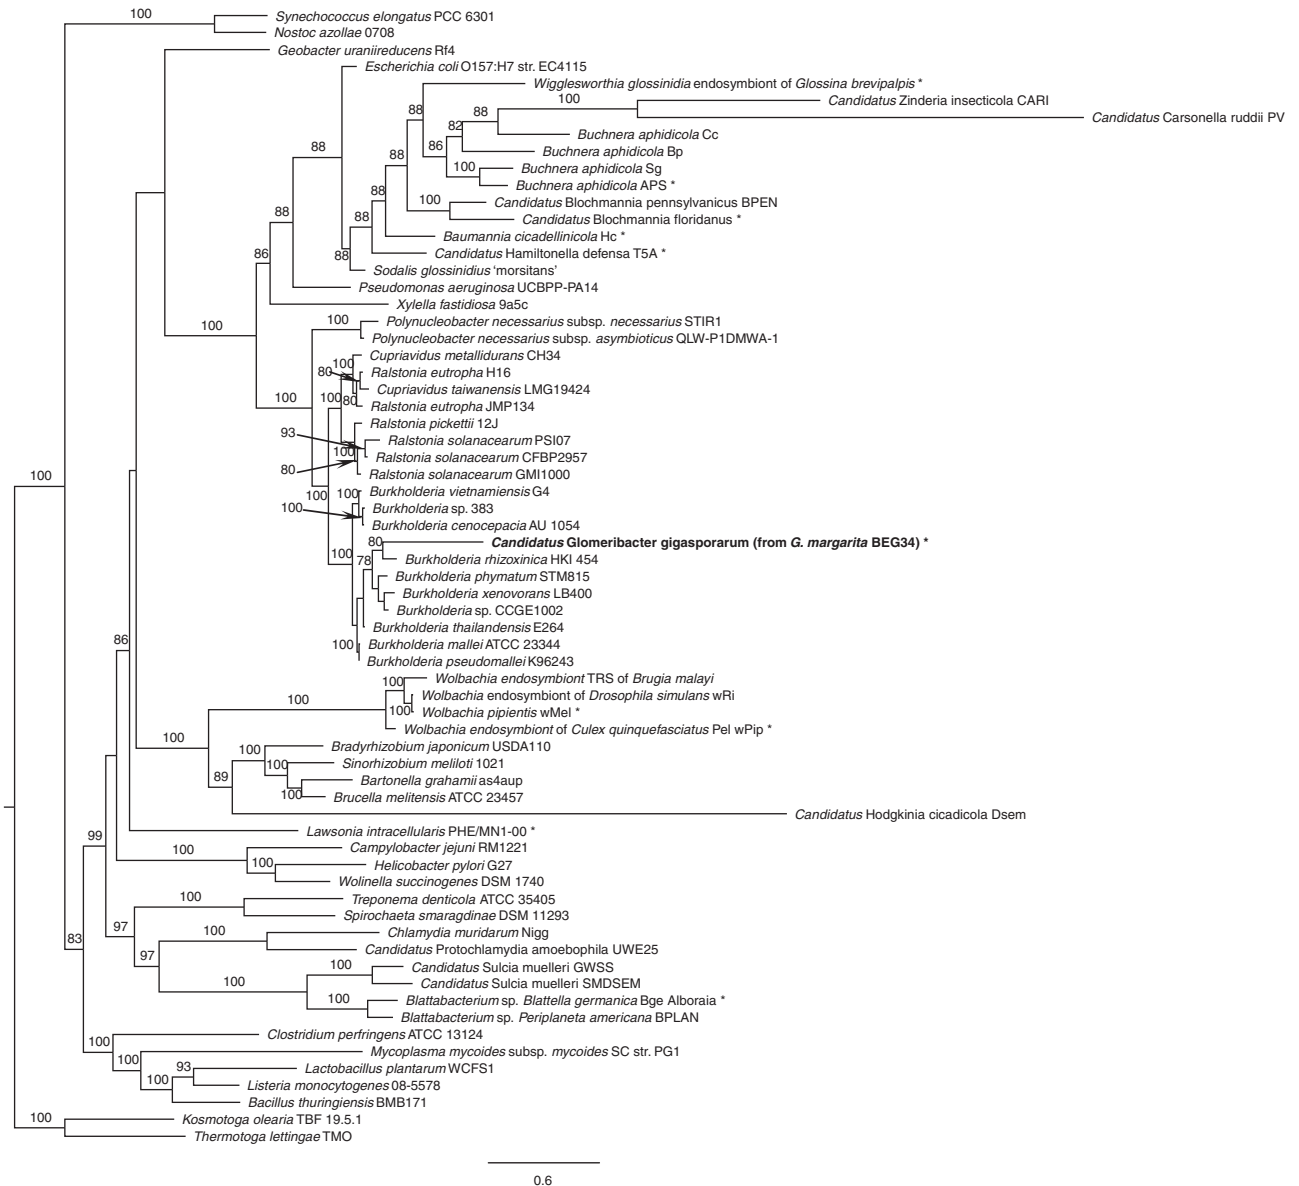 100
Synechococcus elongatus PCC 6301
Nostoc azollae 0708
Geobacter uraniireducens Rf4
Escherichia coli O157:H7 str. EC4115
Wigglesworthia glossinidia endosymbiont of Glossina brevipalpis *
100
Candidatus Zinderia insecticola CARI
88
88
Candidatus Carsonella ruddii PV
82
Buchnera aphidicola Cc
88
86
88
Buchnera aphidicola Bp
100
Buchnera aphidicola Sg
Buchnera aphidicola APS *
88
100
Candidatus Blochmannia pennsylvanicus BPEN
88
88
Candidatus Blochmannia floridanus *
Baumannia cicadellinicola Hc *
86
88
Candidatus Hamiltonella defensa T5A *
Sodalis glossinidius ‘morsitans’
Pseudomonas aeruginosa UCBPP-PA14
Xylella fastidiosa 9a5c
100
100
Polynucleobacter necessarius subsp. necessarius STIR1
Polynucleobacter necessarius subsp. asymbioticus QLW-P1DMWA-1
Cupriavidus metallidurans CH34
100
80
Ralstonia eutropha H16
Cupriavidus taiwanensis LMG19424
100
100
80
Ralstonia eutropha JMP134
Ralstonia pickettii 12J
93
Ralstonia solanacearum PSI07
100
Ralstonia solanacearum CFBP2957
80
Ralstonia solanacearum GMI1000
100
100
100
Burkholderia vietnamiensis G4
100
Burkholderia sp. 383
Burkholderia cenocepacia AU 1054
80
Candidatus Glomeribacter gigasporarum (from G. margarita BEG34) *
100
78
Burkholderia rhizoxinica HKI 454
Burkholderia phymatum STM815
Burkholderia xenovorans LB400
Burkholderia sp. CCGE1002
Burkholderia thailandensis E264
86
100
Burkholderia mallei ATCC 23344
Burkholderia pseudomallei K96243
100
Wolbachia endosymbiont TRS of Brugia malayi
100
Wolbachia endosymbiont of Drosophila simulans wRi
100
Wolbachia pipientis wMel *
Wolbachia endosymbiont of Culex quinquefasciatus Pel wPip *
100
100
Bradyrhizobium japonicum USDA110
100
Sinorhizobium meliloti 1021
89
Bartonella grahamii as4aup
100
Brucella melitensis ATCC 23457
Candidatus Hodgkinia cicadicola Dsem
99
Lawsonia intracellularis PHE/MN1-00 *
100
Campylobacter jejuni RM1221
100
Helicobacter pylori G27
Wolinella succinogenes DSM 1740
100
Treponema denticola ATCC 35405
Spirochaeta smaragdinae DSM 11293
97
83
100
Chlamydia muridarum Nigg
97
Candidatus Protochlamydia amoebophila UWE25
100
Candidatus Sulcia muelleri GWSS
100
Candidatus Sulcia muelleri SMDSEM
100
Blattabacterium sp. Blattella germanica Bge Alboraia *
Blattabacterium sp. Periplaneta americana BPLAN
100
Clostridium perfringens ATCC 13124
100
Mycoplasma mycoides subsp. mycoides SC str. PG1
93
Lactobacillus plantarum WCFS1
100
Listeria monocytogenes 08-5578
Bacillus thuringiensis BMB171
100
Kosmotoga olearia TBF 19.5.1
Thermotoga lettingae TMO
0.6